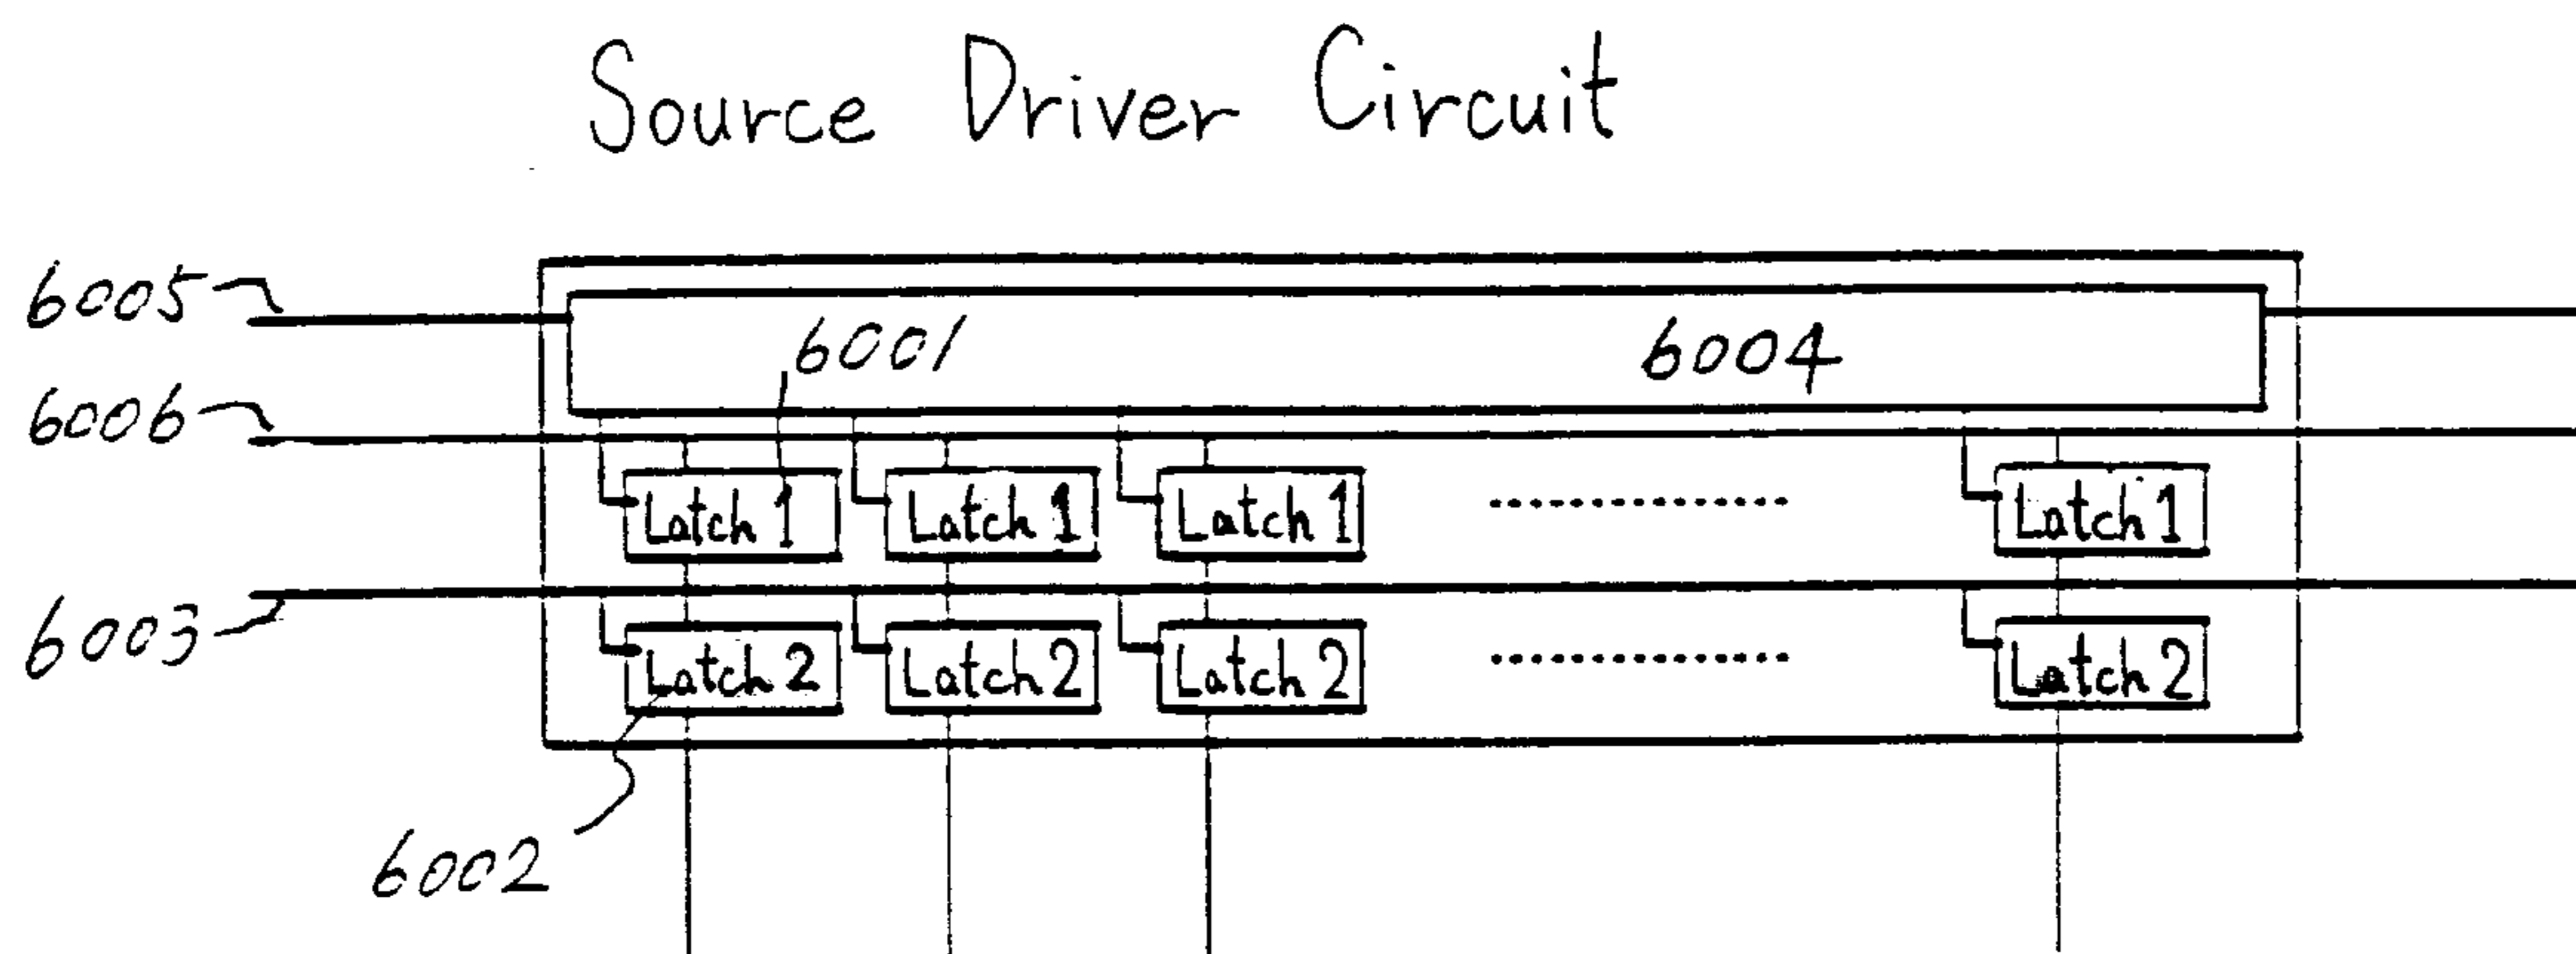 Source Driver Circuit
6005
6001 6004
6006
Latch 1 Latch 1 Latch 1 Latch 1
6003
Latch 2 Latch 2 Latch 2 Latch 2
6002